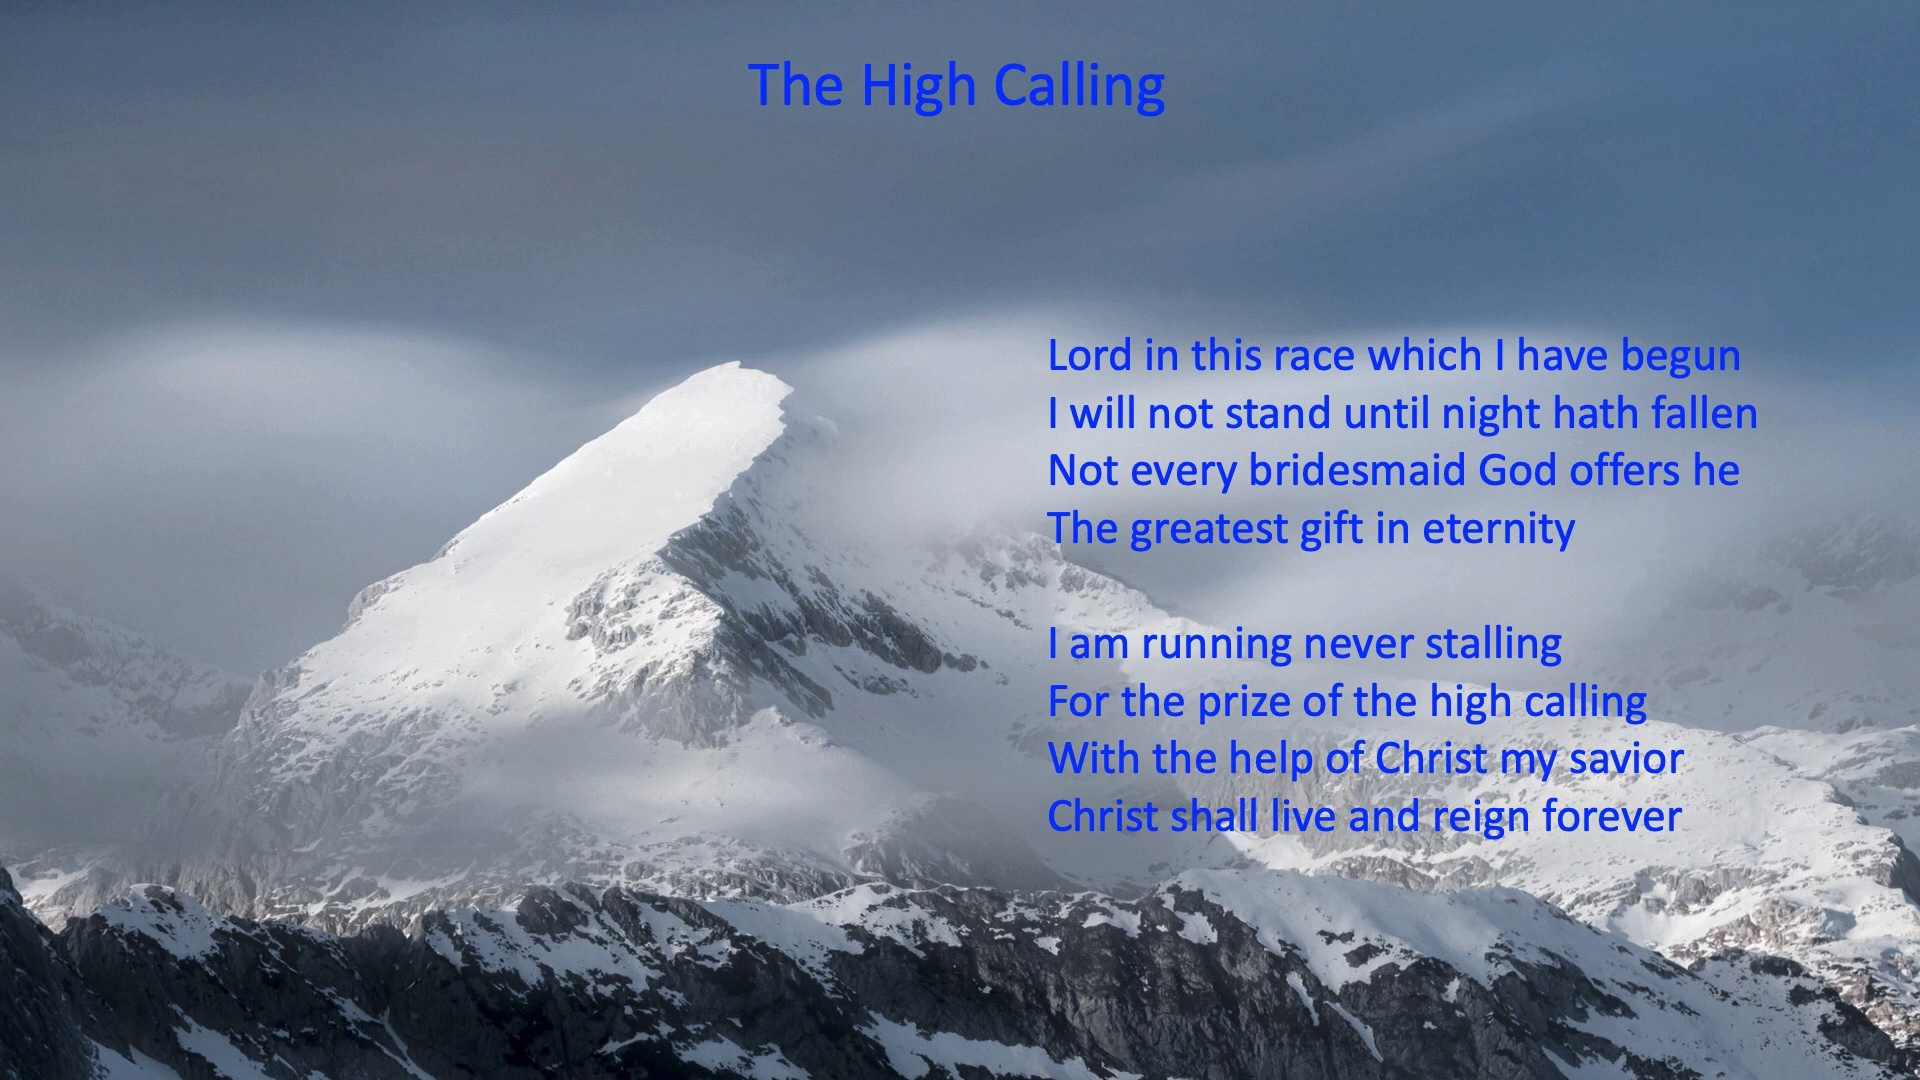 The High Calling
Lord in this race which I have begun
I will not stand until night hath fallen
Not every bridesmaid God offers he
The greatest gift in eternity
I am running never stalling
For the prize of the high calling
With the help of Christ my savior
Christ shall live and reign forever